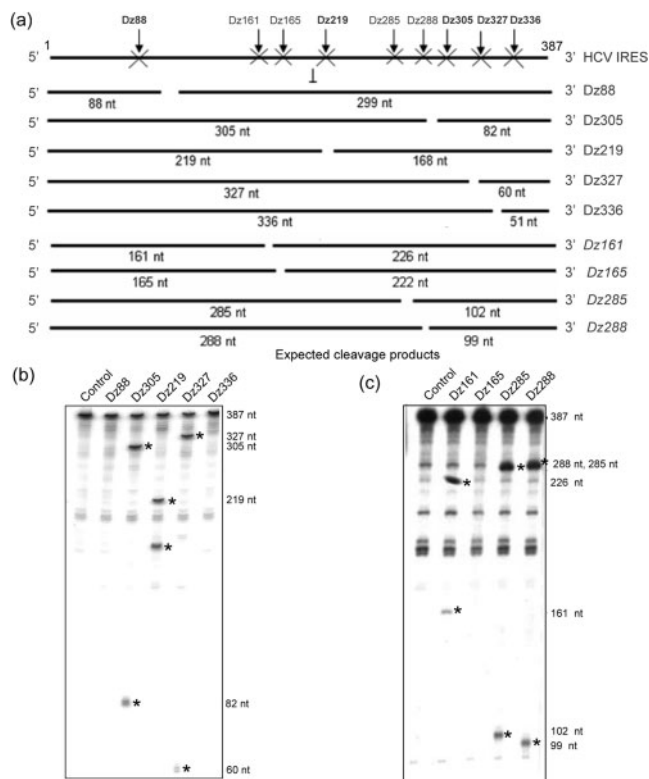 (a)
Dz88 Dz161 Dz165 Dz219 Dz285 Dz288 Dz305 Dz327 Dz336
1 387
5' 3' HCV IRES
5' 3' Dz88
88 nt 299 nt
5' 3' Dz305
305 nt 82 nt
5' 3' Dz219
219 nt 168 nt
5' 3' Dz327
327 nt 60 nt
5' 3' Dz336
336 nt 51 nt
5' 3' Dz161
161 nt 226 nt
5' 3' Dz165
165 nt 222 nt
5' 3' Dz285
285 nt 102 nt
5' 3' Dz288
288 nt 99 nt
Expected cleavage products
(b)
Control Dz88 Dz305 Dz219 Dz327 Dz336
387 nt
327 nt
* 305 nt
*
219 nt
*
*
82 nt
*
60 nt
*
(c)
Control Dz161 Dz165 Dz285 Dz288
387 nt
* * 288 nt, 285 nt
* 226 nt
* 161 nt
* 102 nt
* 99 nt